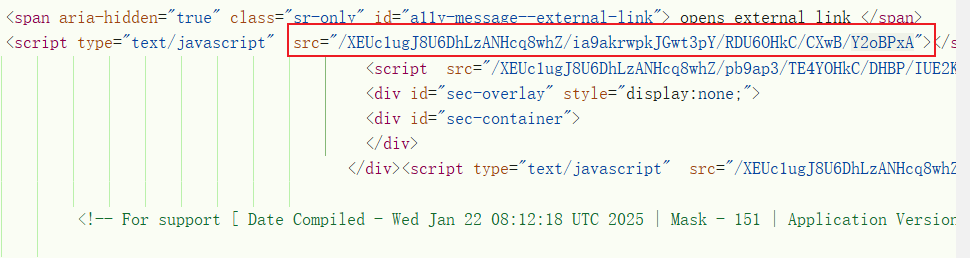 <span aria-hidden="true" class="sr-only" id="a11y-message--external-link"> opens external link </span>
<script type="text/javascript"  src="/XEUc1ugJ8U6DhLzANHcq8whZ/ia9akrwpkJGwt3pY/RDU6OHkC/CXwB/Y2oBPxA"></s
<script  src="/XEUc1ugJ8U6DhLzANHcq8whZ/pb9ap3/TE4YOHkC/DHBP/IUE2K
<div id="sec-overlay" style="display:none;">
<div id="sec-container">
</div>
</div><script type="text/javascript"  src="/XEUc1ugJ8U6DhLzANHcq8whZ
<!-- For support [ Date Compiled - Wed Jan 22 08:12:18 UTC 2025 | Mask - 151 | Application Version